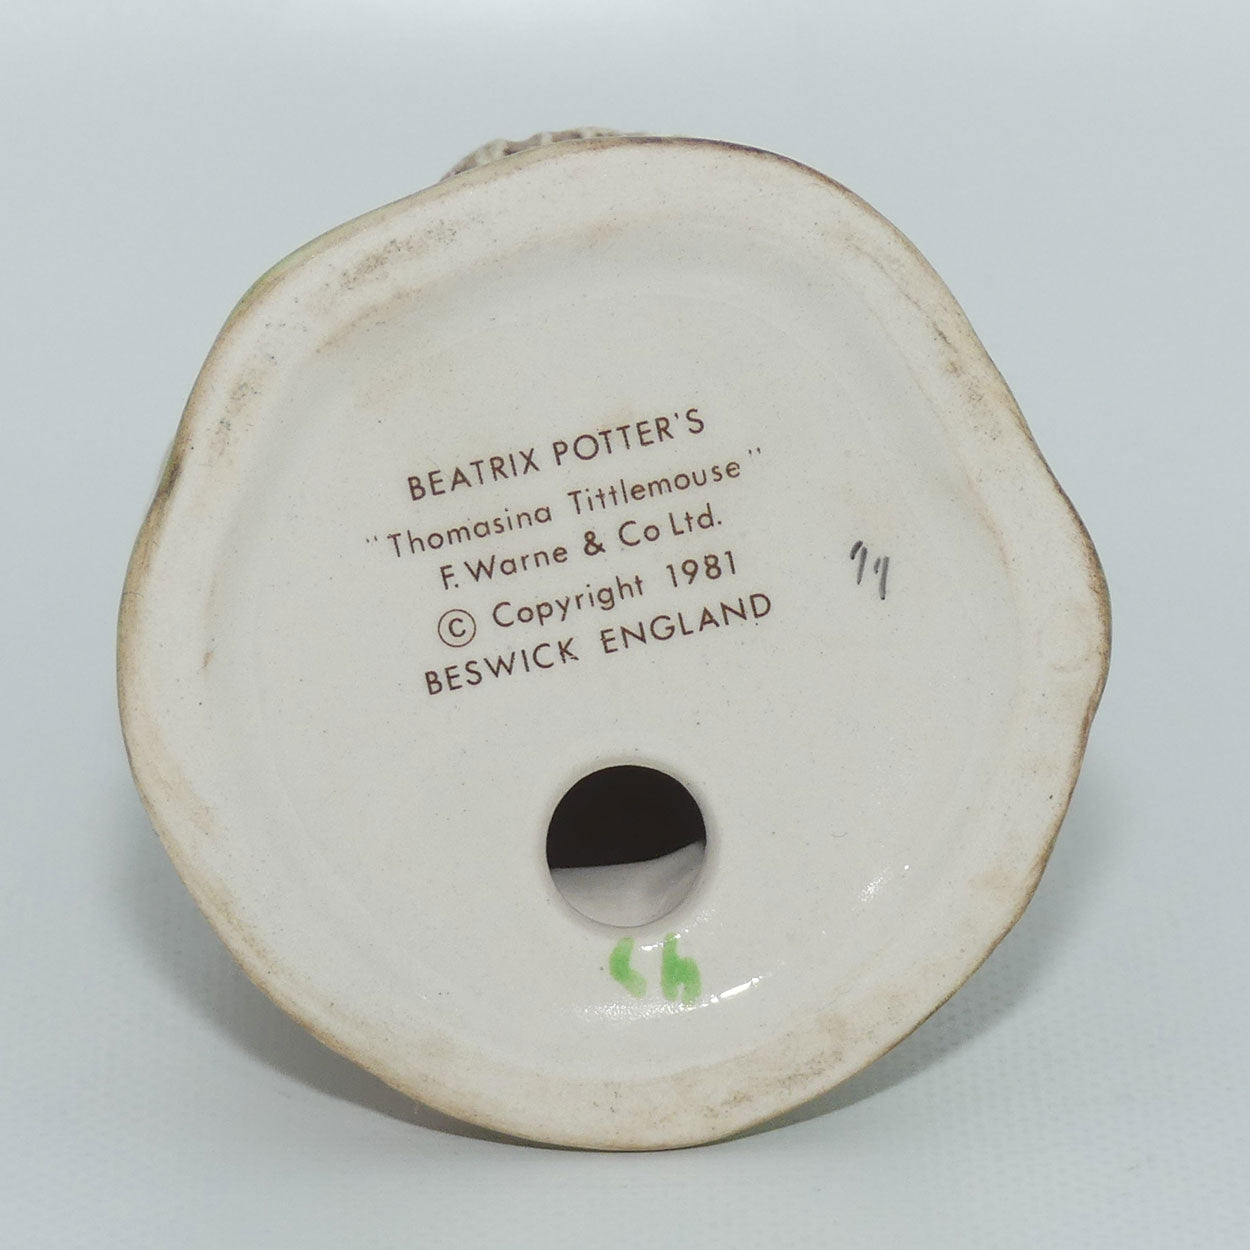 BEATRIX POTTER'S
"Thomasina Tittlemouse"
F. Warne & Co Ltd.
© Copyright 1981
BESWICK ENGLAND